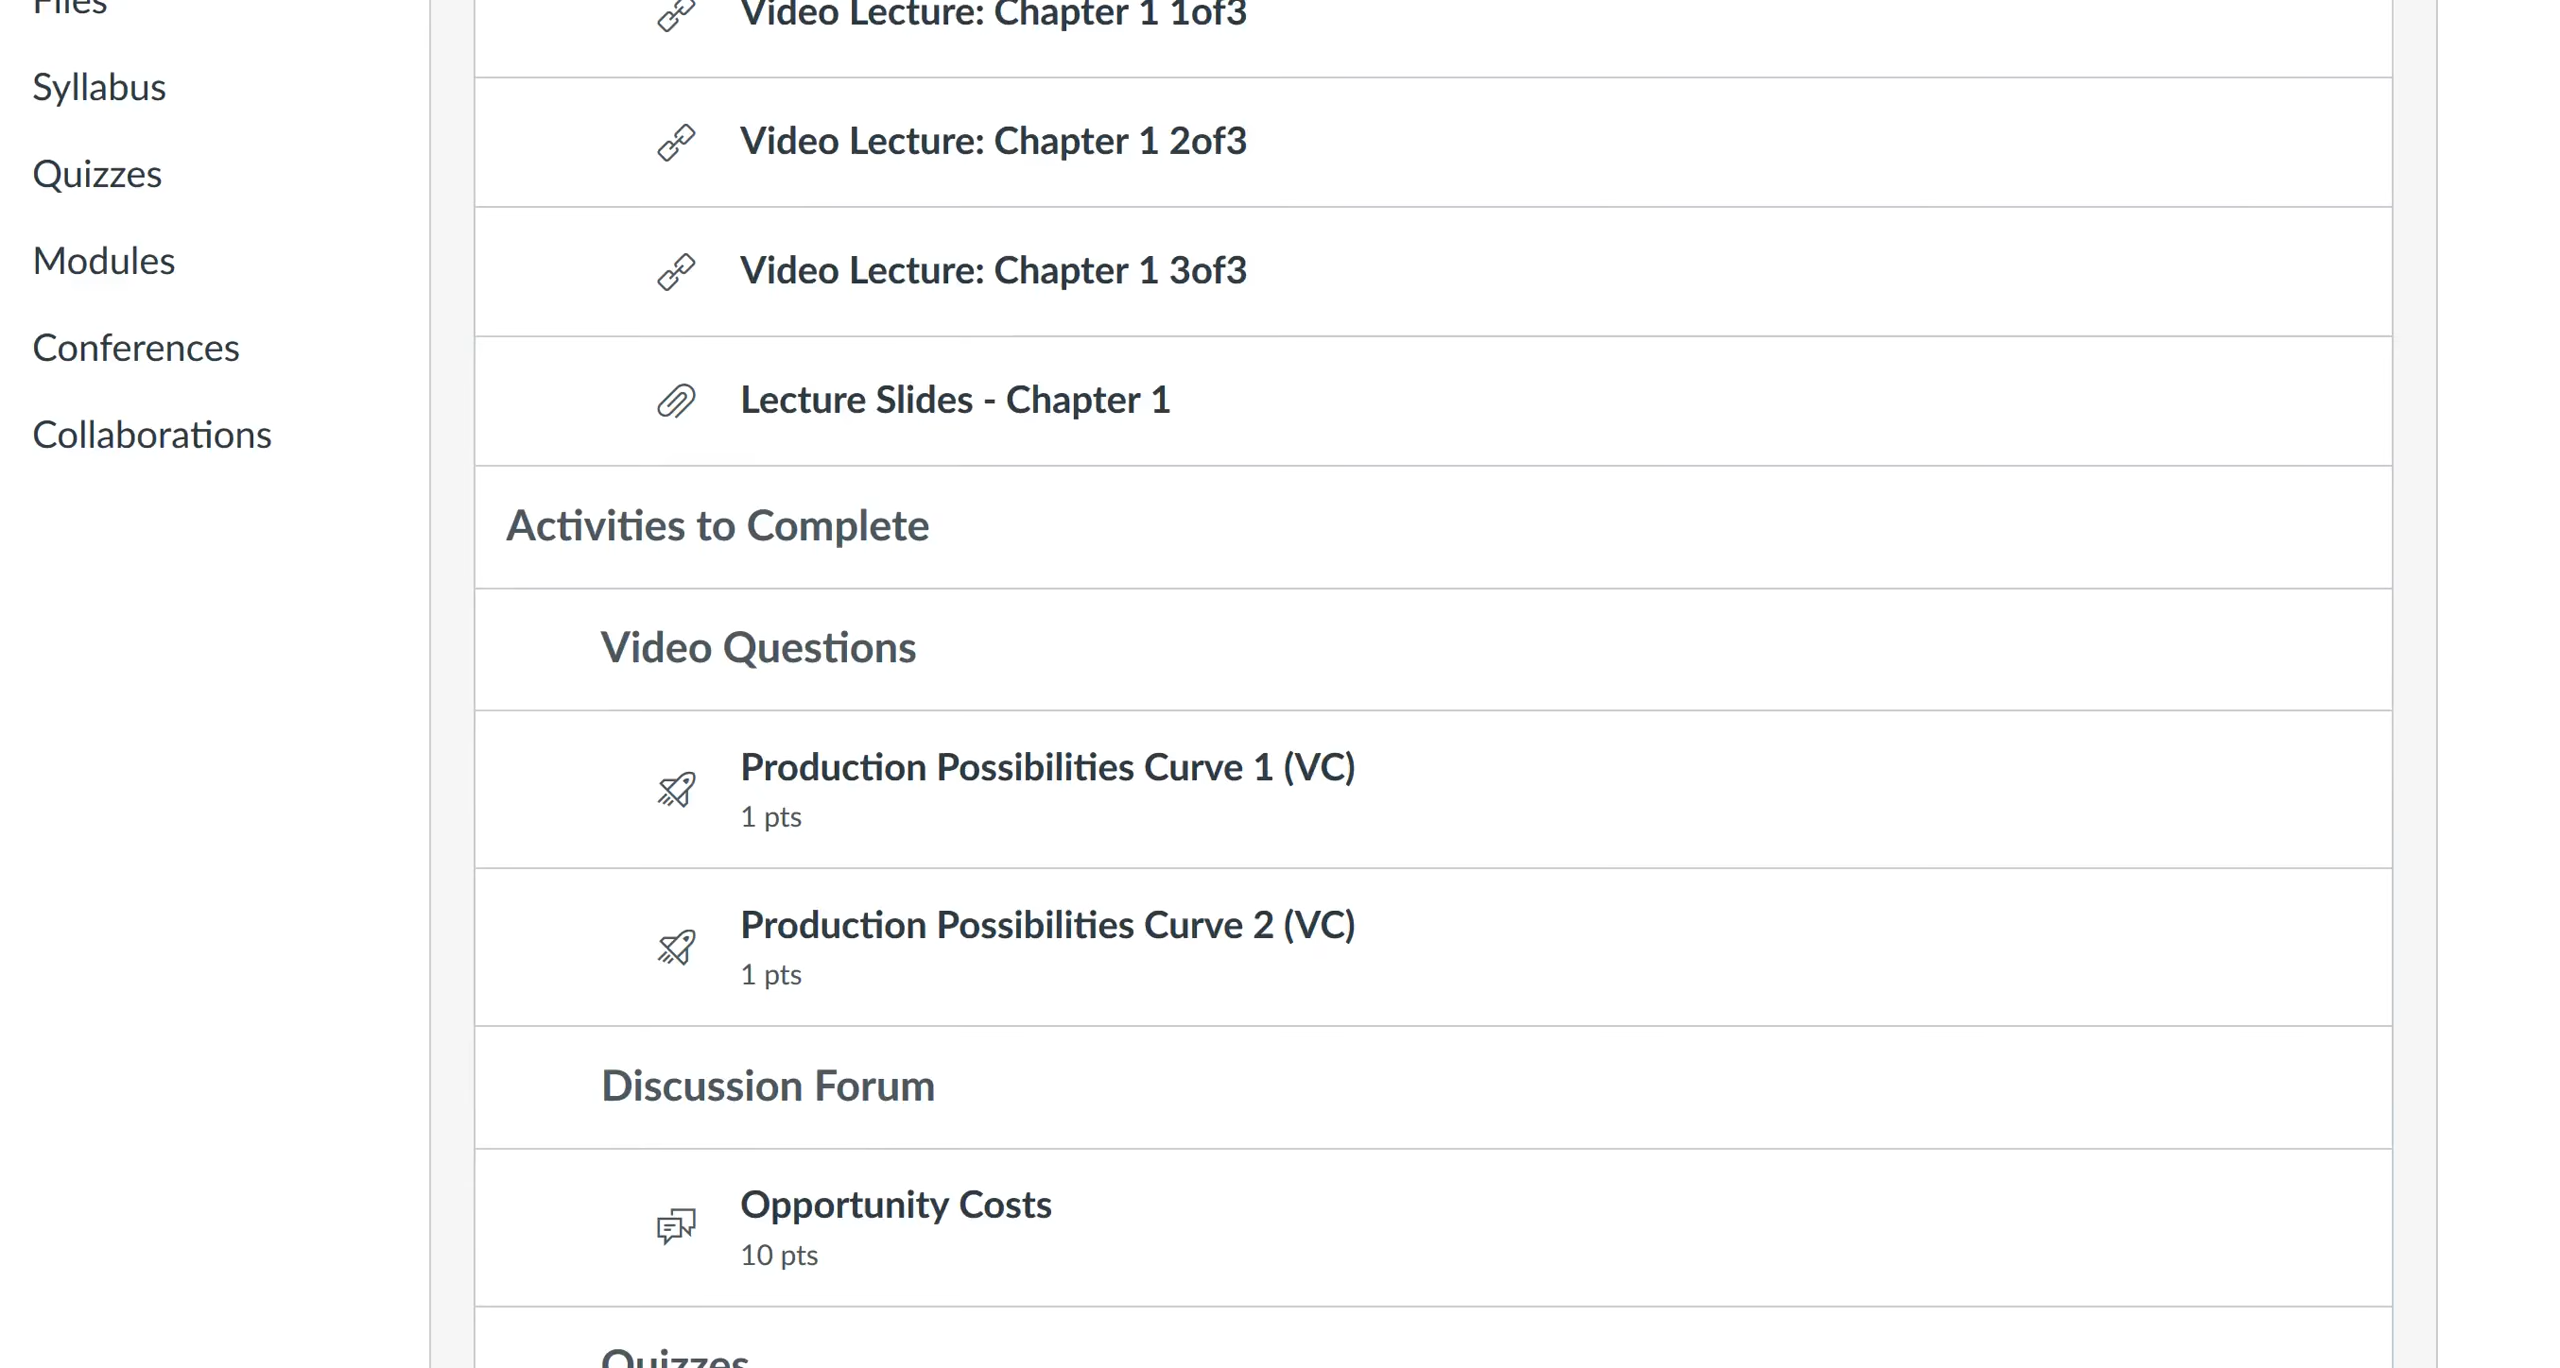 Files
Syllabus
Quizzes
Modules
Conferences
Collaborations
Video Lecture: Chapter 1 1of3
Video Lecture: Chapter 1 2of3
Video Lecture: Chapter 1 3of3
Lecture Slides - Chapter 1
Activities to Complete
Video Questions
Production Possibilities Curve 1 (VC)
1 pts
Production Possibilities Curve 2 (VC)
1 pts
Discussion Forum
Opportunity Costs
10 pts
Quizzes